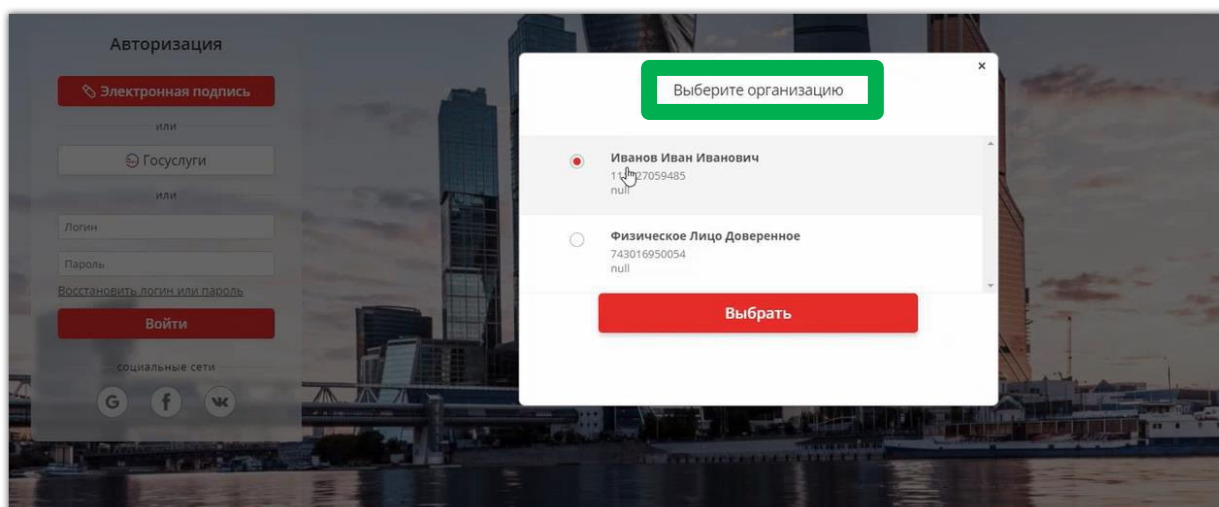 Авторизация
Электронная подпись
или
Госуслуги
или
Логин
Пароль
Восстановить логин или пароль
Войти
социальные сети
G f
Выберите организацию
×
Иванов Иван Иванович
null
Физическое Лицо Доверенное
743016950054
null
Выбрать